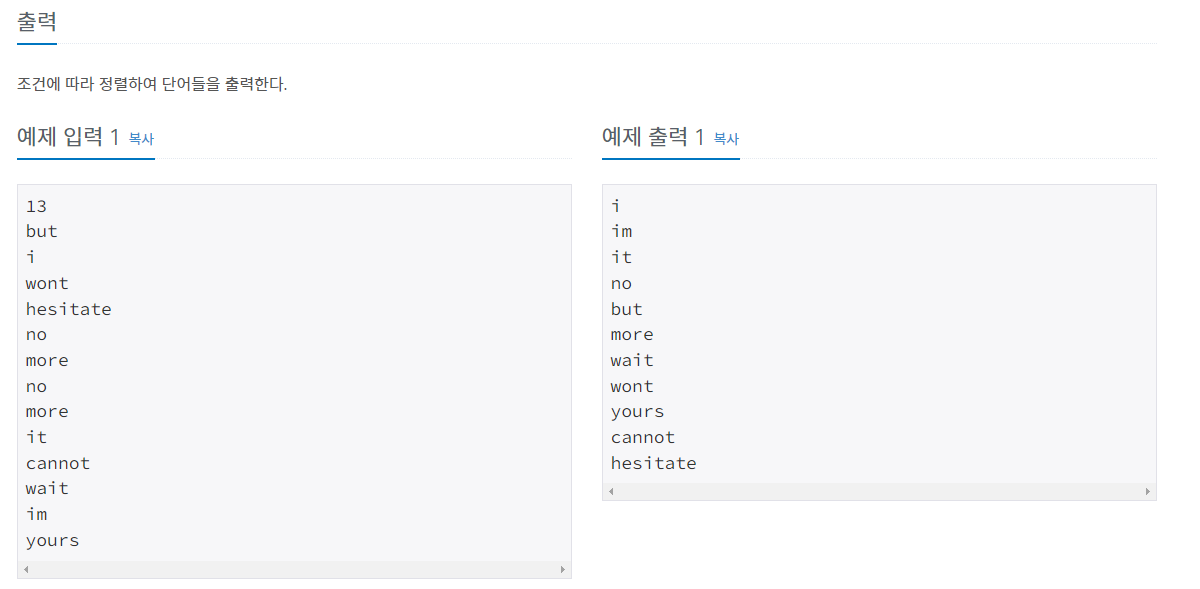 출력
조건에 따라 정렬하여 단어들을 출력한다.
예제 입력 1 복사
13
but
i
wont
hesitate
no
more
no
more
it
cannot
wait
im
yours
예제 출력 1 복사
i
im
it
no
but
more
wait
wont
yours
cannot
hesitate